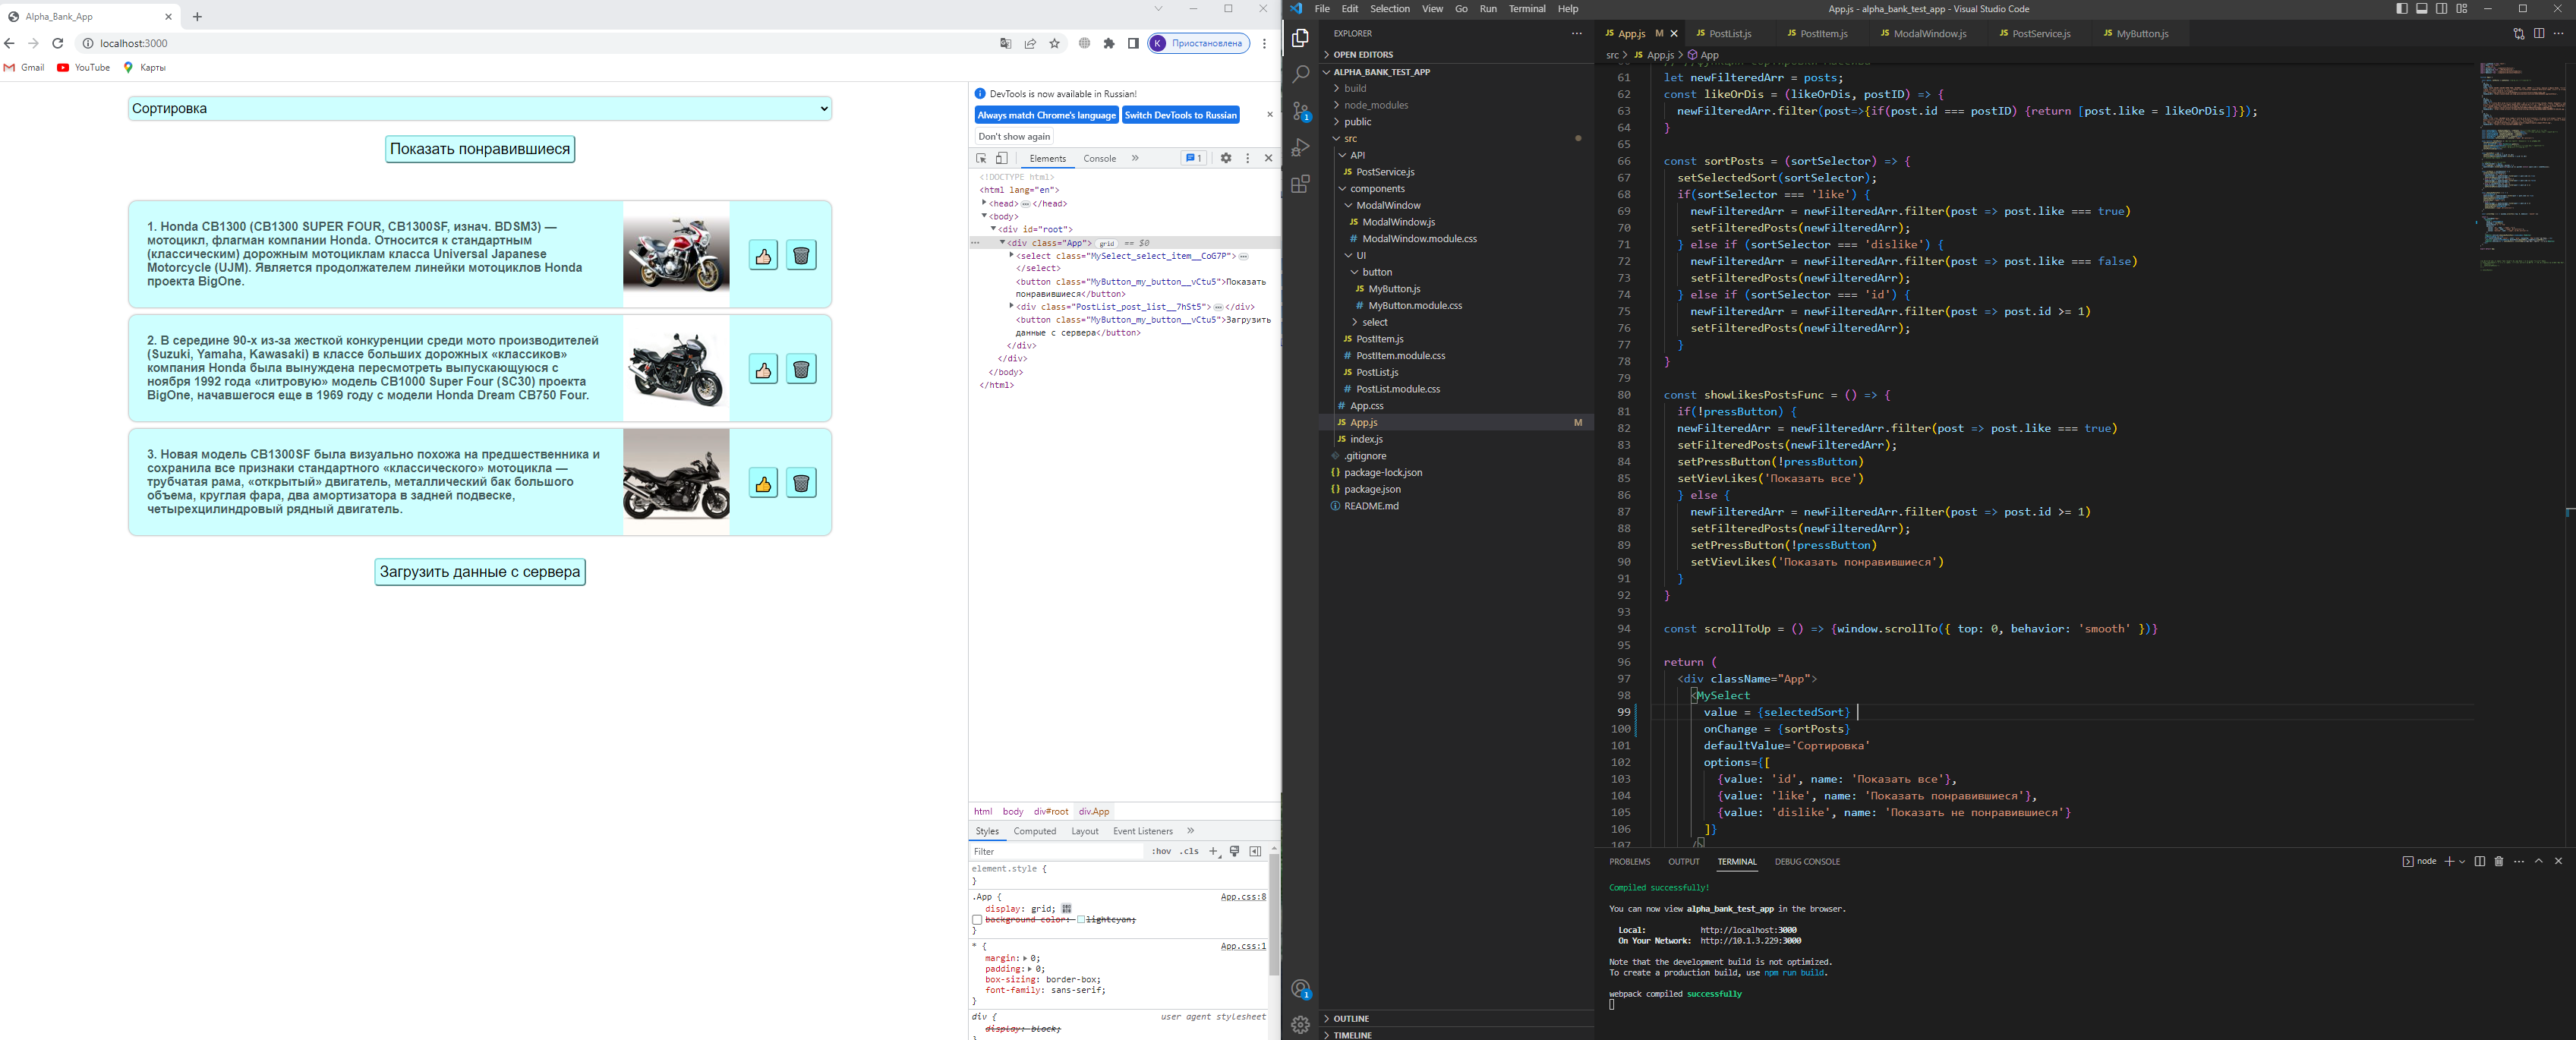 Alpha_Bank_App
localhost:3000
Приостановлена
K
Gmail
YouTube
Карты
Сортировка
Показать понравившиеся
1. Honda CB1300 (CB1300 SUPER FOUR, CB1300SF, изнач. BDSM3) —
мотоцикл, флагман компании Honda. Относится к стандартным
(классическим) дорожным мотоциклам класса Universal Japanese
Motorcycle (UJM). Является продолжателем линейки мотоциклов Honda
проекта BigOne.
2. В середине 90-х из-за жесткой конкуренции среди мото производителей
(Suzuki, Yamaha, Kawasaki) в классе больших дорожных «классиков»
компания Honda была вынуждена пересмотреть выпускающуюся с
ноября 1992 года «литровую» модель CB1000 Super Four (SC30) проекта
BigOne, начавшегося еще в 1969 году с модели Honda Dream CB750 Four.
3. Новая модель CB1300SF была визуально похожа на предшественника и
сохранила все признаки стандартного «классического» мотоцикла —
трубчатая рама, «открытый» двигатель, металлический бак большого
объема, круглая фара, два амортизатора в задней подвеске,
четырехцилиндровый рядный двигатель.
Загрузить данные с сервера
DevTools is now available in Russian!
Always match Chrome's language
Switch DevTools to Russian
Don't show again
Elements
Console
1
<!DOCTYPE html>
<html lang="en">
<head>…</head>
<body>
<div id="root">
<div class="App"> grid == $0
<select class="MySelect_select_item__CoG7P">…
</select>
<button class="MyButton_my_button__vCtu5">Показать
понравившиеся</button>
<div class="PostList_post_list__7hSt5">…</div>
<button class="MyButton_my_button__vCtu5">Загрузить
данные с сервера</button>
</div>
</div>
</body>
</html>
html body div#root div.App
Styles Computed Layout Event Listeners
Filter :hov .cls
element.style {
}
.App { App.css:8
display: grid;
background-color: lightcyan;
}
* { App.css:1
margin: 0;
padding: 0;
box-sizing: border-box;
font-family: sans-serif;
}
div { user agent stylesheet
display: block;
}
File Edit Selection View Go Run Terminal Help
App.js - alpha_bank_test_app - Visual Studio Code
EXPLORER
OPEN EDITORS
ALPHA_BANK_TEST_APP
build
node_modules
public
src
API
PostService.js
components
ModalWindow
ModalWindow.js
ModalWindow.module.css
UI
button
MyButton.js
MyButton.module.css
select
PostItem.js
PostItem.module.css
PostList.js
PostList.module.css
App.css
App.js M
index.js
.gitignore
package-lock.json
package.json
README.md
OUTLINE
TIMELINE
App.js M
PostList.js
PostItem.js
ModalWindow.js
PostService.js
MyButton.js
src > App.js > App
61 let newFilteredArr = posts;
62 const likeOrDis = (likeOrDis, postID) => {
63 newFilteredArr.filter(post=>{if(post.id === postID) {return [post.like = likeOrDis]}});
64 }
65
66 const sortPosts = (sortSelector) => {
67 setSelectedSort(sortSelector);
68 if(sortSelector === 'like') {
69 newFilteredArr = newFilteredArr.filter(post => post.like === true)
70 setFilteredPosts(newFilteredArr);
71 } else if (sortSelector === 'dislike') {
72 newFilteredArr = newFilteredArr.filter(post => post.like === false)
73 setFilteredPosts(newFilteredArr);
74 } else if (sortSelector === 'id') {
75 newFilteredArr = newFilteredArr.filter(post => post.id >= 1)
76 setFilteredPosts(newFilteredArr);
77 }
78 }
79
80 const showLikesPostsFunc = () => {
81 if(!pressButton) {
82 newFilteredArr = newFilteredArr.filter(post => post.like === true)
83 setFilteredPosts(newFilteredArr);
84 setPressButton(!pressButton)
85 setVievLikes('Показать все')
86 } else {
87 newFilteredArr = newFilteredArr.filter(post => post.id >= 1)
88 setFilteredPosts(newFilteredArr);
89 setPressButton(!pressButton)
90 setVievLikes('Показать понравившиеся')
91 }
92 }
93
94 const scrollToUp = () => {window.scrollTo({ top: 0, behavior: 'smooth' })}
95
96 return (
97 <div className="App">
98 <MySelect
99 value = {selectedSort}
100 onChange = {sortPosts}
101 defaultValue='Сортировка'
102 options={[
103 {value: 'id', name: 'Показать все'},
104 {value: 'like', name: 'Показать понравившиеся'},
105 {value: 'dislike', name: 'Показать не понравившиеся'}
106 ]}
107 />
PROBLEMS OUTPUT TERMINAL DEBUG CONSOLE
node
Compiled successfully!
You can now view alpha_bank_test_app in the browser.
Local: http://localhost:3000
On Your Network: http://10.1.3.229:3000
Note that the development build is not optimized.
To create a production build, use npm run build.
webpack compiled successfully